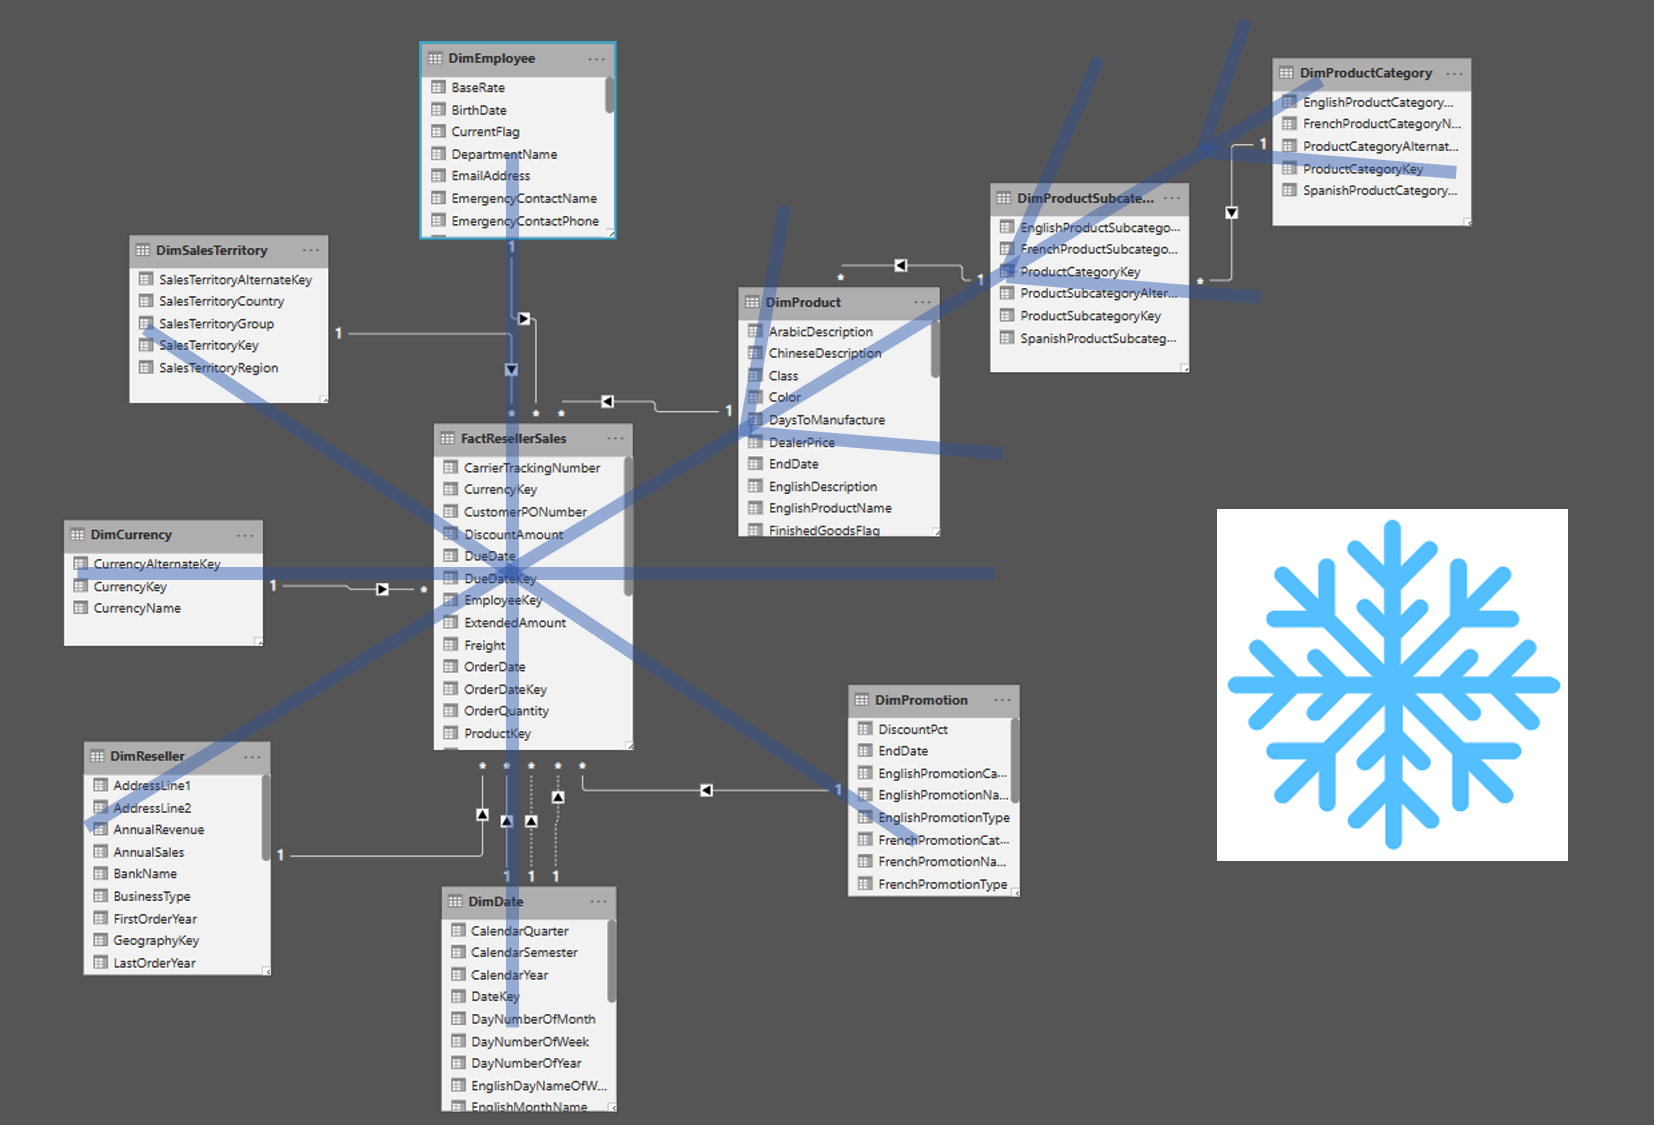 DimEmployee
BaseRate
BirthDate
CurrentFlag
DepartmentName
EmailAddress
EmergencyContactName
EmergencyContactPhone
1
DimSalesTerritory
SalesTerritoryAlternateKey
SalesTerritoryCountry
SalesTerritoryGroup
SalesTerritoryKey
SalesTerritoryRegion
1
DimProductCategory
EnglishProductCategory...
FrenchProductCategoryN...
ProductCategoryAlternat...
ProductCategoryKey
SpanishProductCategory...
1
*
DimProductSubcate...
EnglishProductSubcatego...
FrenchProductSubcatego...
ProductCategoryKey
ProductSubcategoryAlter...
ProductSubcategoryKey
SpanishProductSubcateg...
1
*
DimProduct
ArabicDescription
ChineseDescription
Class
Color
DaysToManufacture
DealerPrice
EndDate
EnglishDescription
EnglishProductName
FinishedGoodsFlag
1
* * *
FactResellerSales
CarrierTrackingNumber
CurrencyKey
CustomerPONumber
DiscountAmount
DueDate
DueDateKey
EmployeeKey
ExtendedAmount
Freight
OrderDate
OrderDateKey
OrderQuantity
ProductKey
* * * * *
DimCurrency
CurrencyAlternateKey
CurrencyKey
CurrencyName
1
*
DimReseller
AddressLine1
AddressLine2
AnnualRevenue
AnnualSales
BankName
BusinessType
FirstOrderYear
GeographyKey
LastOrderYear
1
DimPromotion
DiscountPct
EndDate
EnglishPromotionCa...
EnglishPromotionNa...
EnglishPromotionType
FrenchPromotionCat...
FrenchPromotionNa...
FrenchPromotionType
1
1 1 1
DimDate
CalendarQuarter
CalendarSemester
CalendarYear
DateKey
DayNumberOfMonth
DayNumberOfWeek
DayNumberOfYear
EnglishDayNameOfW...
EnglishMonthName